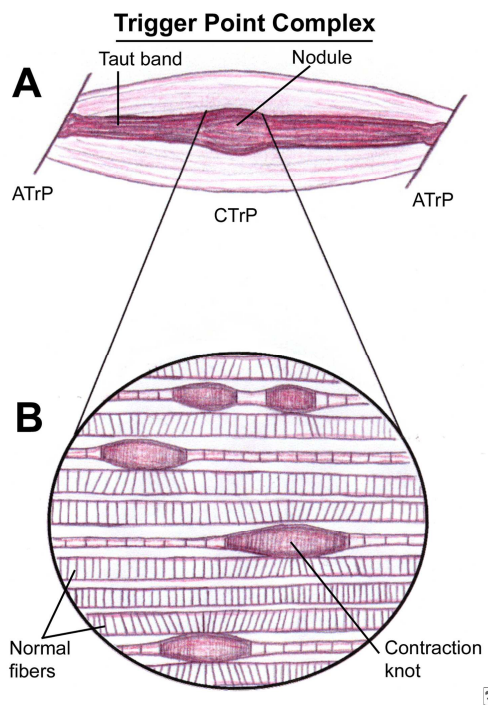 Trigger Point Complex
Taut band
Nodule
A
ATrP
CTrP
ATrP
B
Normal
fibers
Contraction
knot